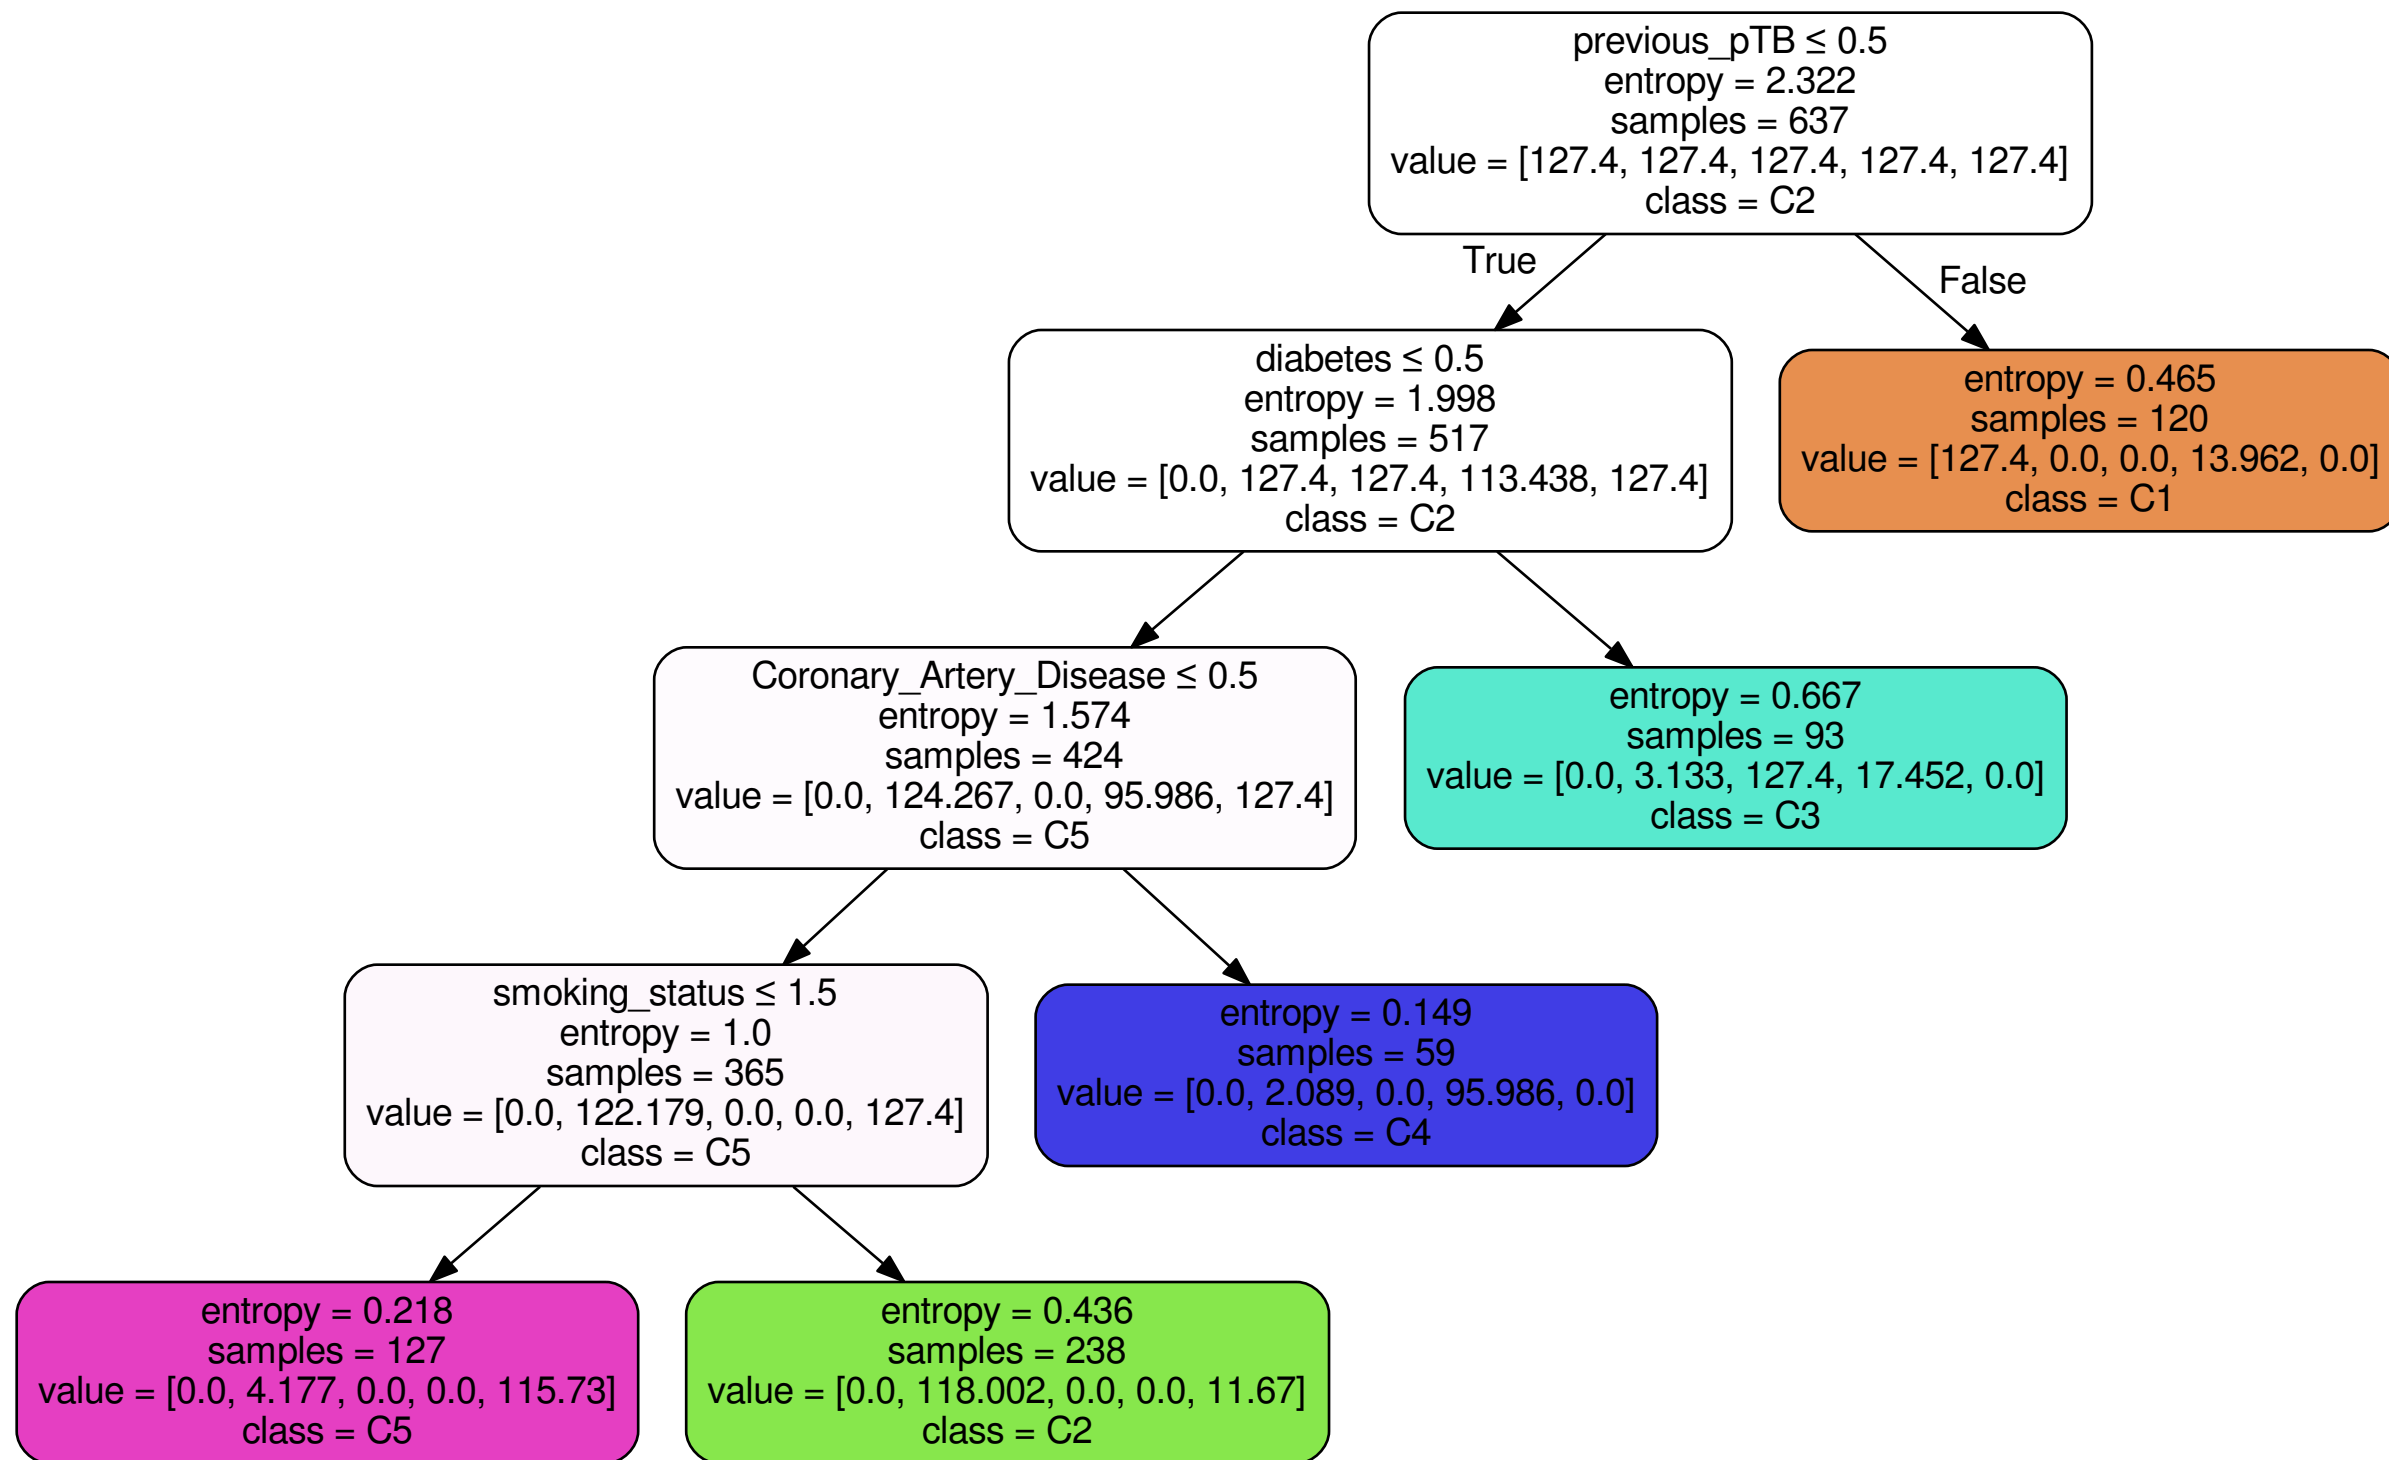 previous_pTB ≤ 0.5
entropy = 2.322
samples = 637
value = [127.4, 127.4, 127.4, 127.4, 127.4]
class = C2
True
False
diabetes ≤ 0.5
entropy = 1.998
samples = 517
value = [0.0, 127.4, 127.4, 113.438, 127.4]
class = C2
entropy = 0.465
samples = 120
value = [127.4, 0.0, 0.0, 13.962, 0.0]
class = C1
Coronary_Artery_Disease ≤ 0.5
entropy = 1.574
samples = 424
value = [0.0, 124.267, 0.0, 95.986, 127.4]
class = C5
entropy = 0.667
samples = 93
value = [0.0, 3.133, 127.4, 17.452, 0.0]
class = C3
smoking_status ≤ 1.5
entropy = 1.0
samples = 365
value = [0.0, 122.179, 0.0, 0.0, 127.4]
class = C5
entropy = 0.149
samples = 59
value = [0.0, 2.089, 0.0, 95.986, 0.0]
class = C4
entropy = 0.218
samples = 127
value = [0.0, 4.177, 0.0, 0.0, 115.73]
class = C5
entropy = 0.436
samples = 238
value = [0.0, 118.002, 0.0, 0.0, 11.67]
class = C2